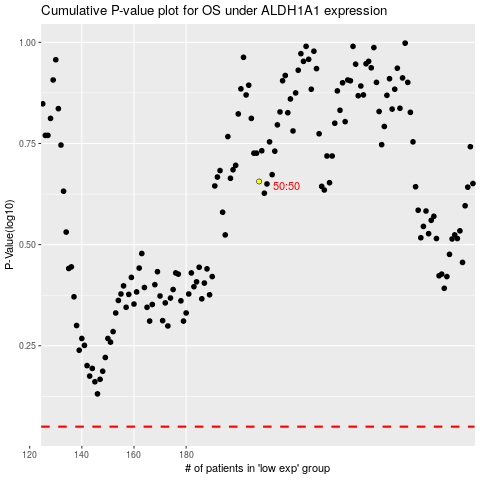 Cumulative P-value plot for OS under ALDH1A1 expression
1.00
0.75
0.50
0.25
P-Value(log10)
50:50
120 140 160 180
# of patients in 'low exp' group